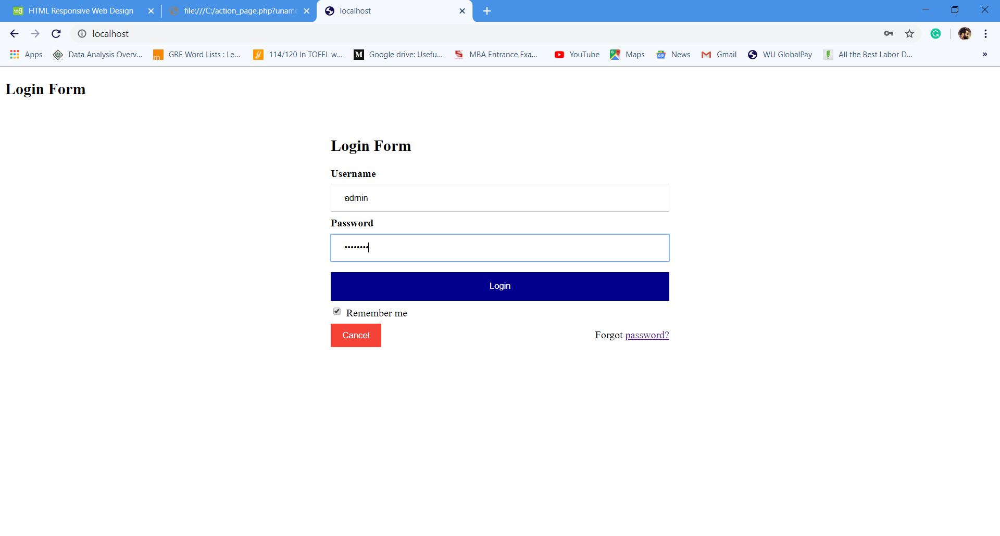 HTML Responsive Web Design
file:///C:/action_page.php?uname
localhost
localhost
Apps
Data Analysis Overv...
GRE Word Lists : Le...
114/120 In TOEFL w...
Google drive: Usefu...
MBA Entrance Exa...
YouTube
Maps
News
Gmail
WU GlobalPay
All the Best Labor D...
»
Login Form
Login Form
Username
admin
Password
••••••••
Login
Remember me
Cancel
Forgot password?